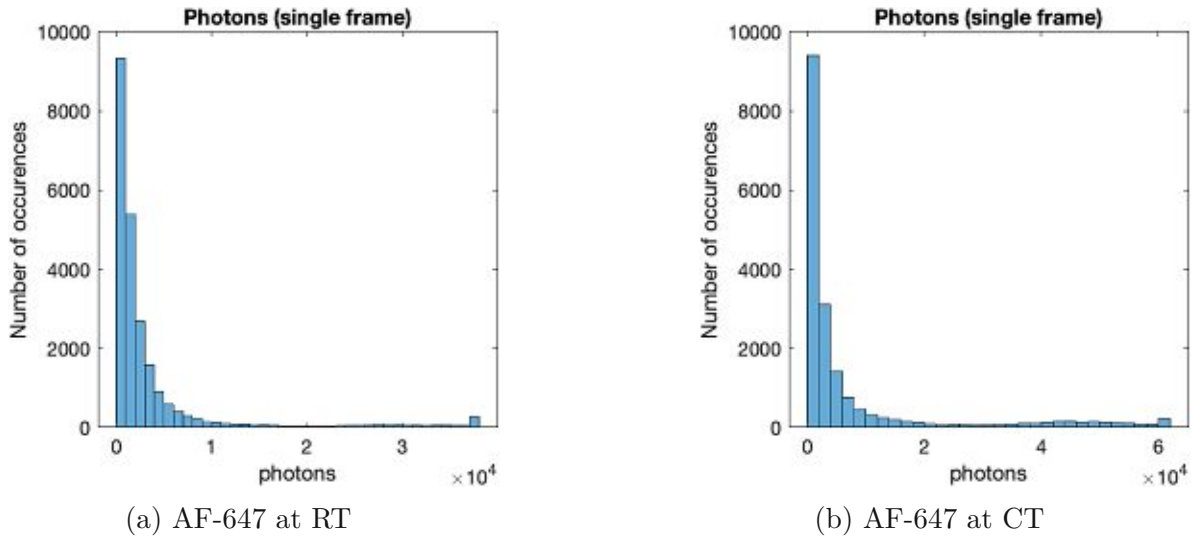 Photons (single frame)
10000
8000
6000
4000
2000
0
Number of occurences
0 1 2 3
photons
×10^4
(a) AF-647 at RT
Photons (single frame)
10000
8000
6000
4000
2000
0
Number of occurences
0 2 4 6
photons
×10^4
(b) AF-647 at CT